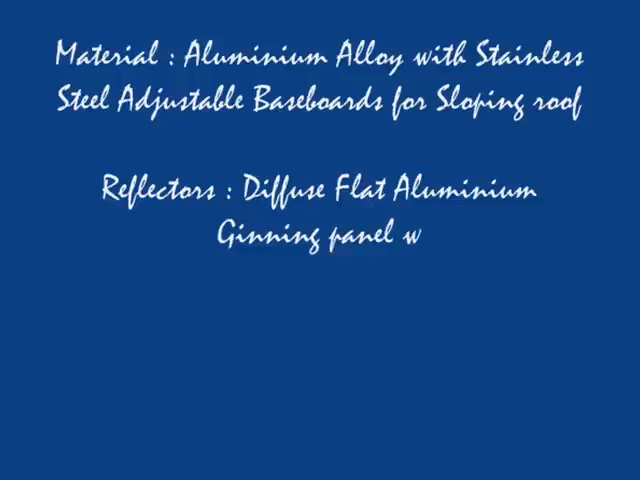 Material : Aluminium Alloy with Stainless
Steel Adjustable Baseboards for Sloping roof
Reflectors : Diffuse Flat Aluminium
Ginning panel w